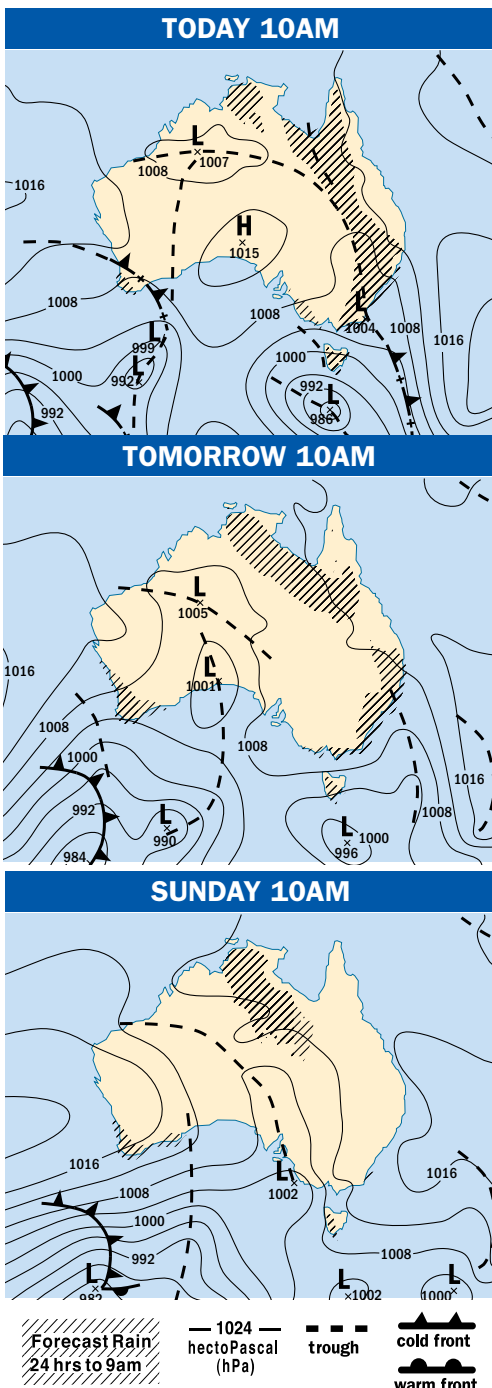 TODAY 10AM
L
1007
1008
1016
H
1015
1008
1008
L
999
L
992
1000
992
L
1004
1008
1016
1000
992
L
986
TOMORROW 10AM
L
1005
L
1001
1016
1008
1008
1000
992
984
L
990
L
996
1000
1008
1016
SUNDAY 10AM
1016
1008
1000
992
L
982
L
1002
1016
1008
L
1002
L
1000
Forecast Rain
24 hrs to 9am
1024
hectoPascal
(hPa)
trough
cold front
warm front